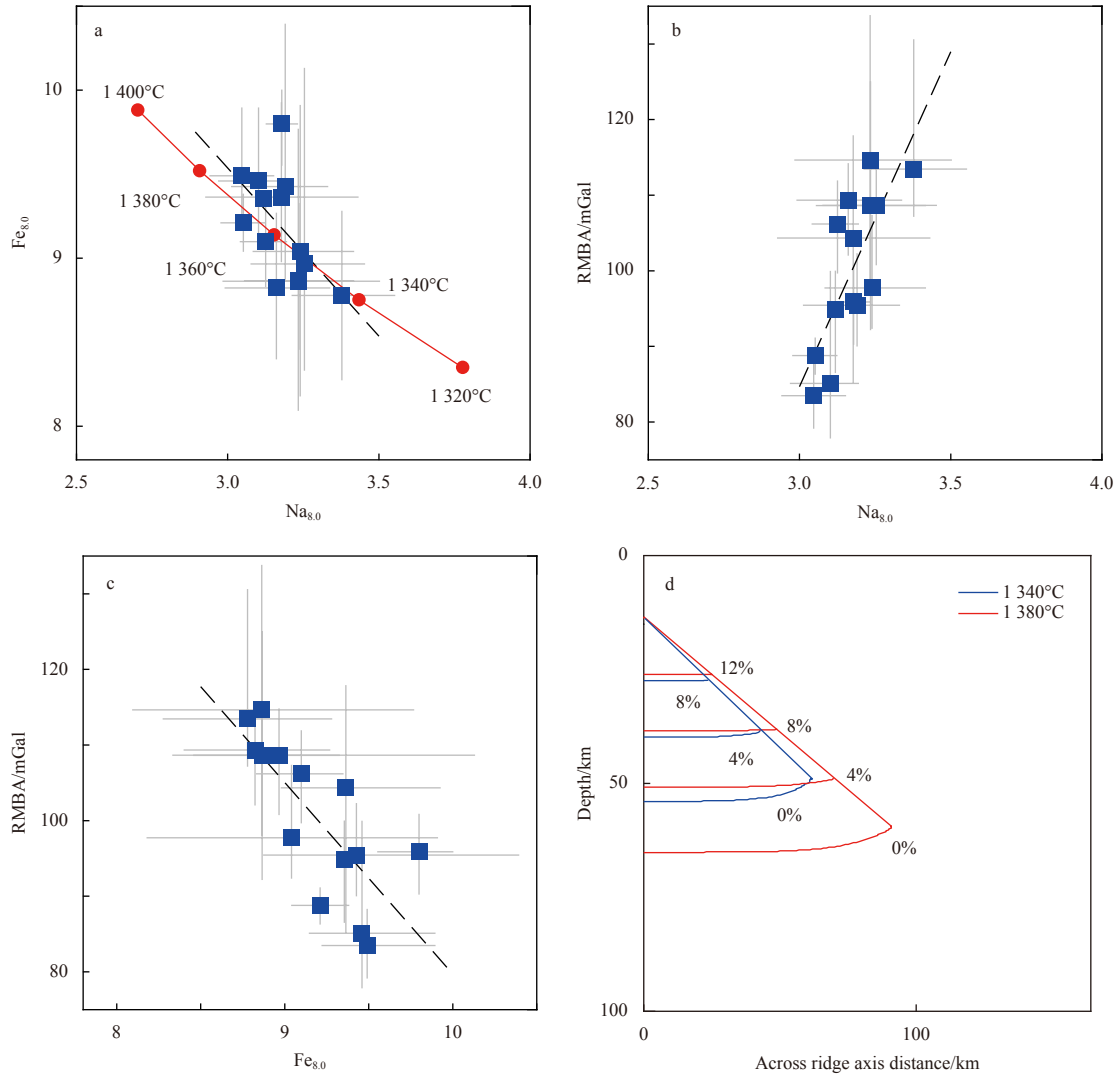 a
10
9
8
Fe8.0
1 400°C
1 380°C
1 360°C
1 340°C
1 320°C
2.5 3.0 3.5 4.0
Na8.0
b
120
100
80
RMBA/mGal
2.5 3.0 3.5 4.0
Na8.0
c
120
100
80
RMBA/mGal
8 9 10
Fe8.0
d
0
50
100
Depth/km
1 340°C
1 380°C
12%
8%
8%
4%
4%
0%
0%
0 100
Across ridge axis distance/km